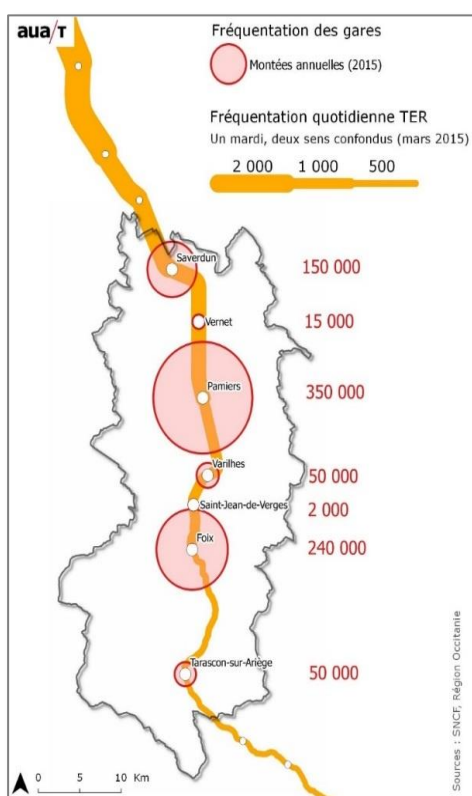 aua/T
Fréquentation des gares
Montées annuelles (2015)
Fréquentation quotidienne TER
Un mardi, deux sens confondus (mars 2015)
2 000 1 000 500
Saverdun 150 000
Vernet 15 000
Pamiers 350 000
Varilhes 50 000
Saint-Jean-de-Verges 2 000
Foix 240 000
Tarascon-sur-Ariège 50 000
0 5 10 Km
Sources : SNCF, Région Occitanie